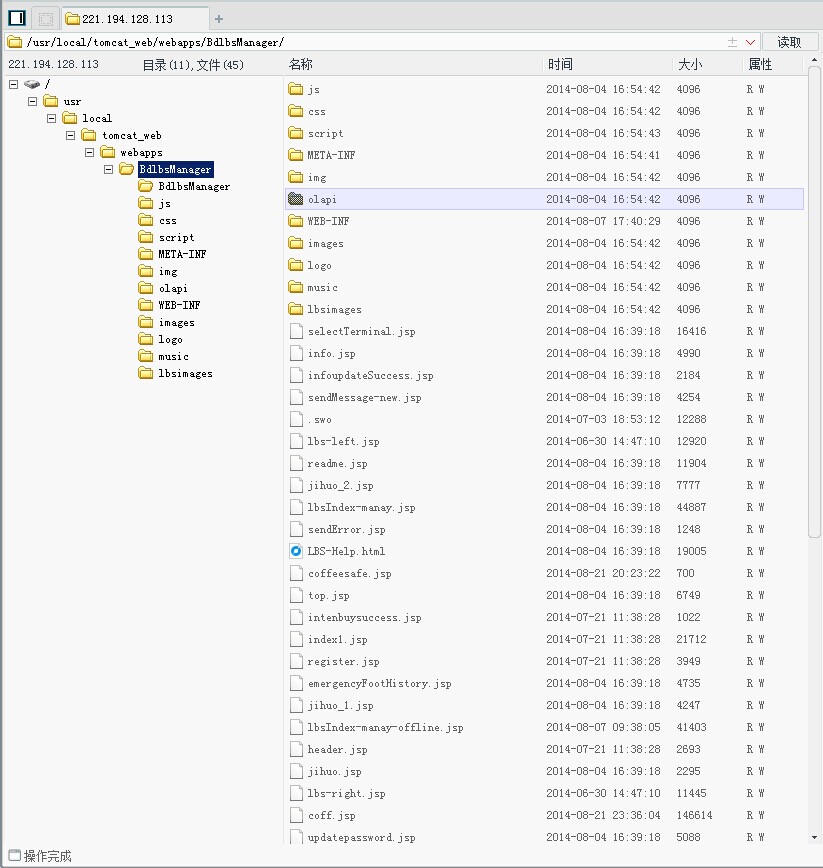 221.194.128.113
/usr/local/tomcat_web/webapps/BdlbsManager/ 读取
221.194.128.113 目录(11),文件(45) 名称 时间 大小 属性
/
usr
local
tomcat_web
webapps
BdlbsManager
BdlbsManager
js
css
script
META-INF
img
olapi
WEB-INF
images
logo
music
lbsimages
js 2014-08-04 16:54:42 4096 R W
css 2014-08-04 16:54:42 4096 R W
script 2014-08-04 16:54:43 4096 R W
META-INF 2014-08-04 16:54:41 4096 R W
img 2014-08-04 16:54:42 4096 R W
olapi 2014-08-04 16:54:42 4096 R W
WEB-INF 2014-08-07 17:40:29 4096 R W
images 2014-08-04 16:54:42 4096 R W
logo 2014-08-04 16:54:42 4096 R W
music 2014-08-04 16:54:42 4096 R W
lbsimages 2014-08-04 16:54:42 4096 R W
selectTerminal.jsp 2014-08-04 16:39:18 16416 R W
info.jsp 2014-08-04 16:39:18 4990 R W
infoupdateSuccess.jsp 2014-08-04 16:39:18 2184 R W
sendMessage-new.jsp 2014-08-04 16:39:18 4254 R W
.swo 2014-07-03 18:53:12 12288 R W
lbs-left.jsp 2014-06-30 14:47:10 12920 R W
readme.jsp 2014-08-04 16:39:18 11904 R W
jihuo_2.jsp 2014-08-04 16:39:18 7777 R W
lbsIndex-manay.jsp 2014-08-04 16:39:18 44887 R W
sendError.jsp 2014-08-04 16:39:18 1248 R W
LBS-Help.html 2014-08-04 16:39:18 19005 R W
coffeesafe.jsp 2014-08-21 20:23:22 700 R W
top.jsp 2014-08-04 16:39:18 6749 R W
intenbuysuccess.jsp 2014-07-21 11:38:28 1022 R W
index1.jsp 2014-07-21 11:38:28 21712 R W
register.jsp 2014-07-21 11:38:28 3949 R W
emergencyFootHistory.jsp 2014-08-04 16:39:18 4735 R W
jihuo_1.jsp 2014-08-04 16:39:18 4247 R W
lbsIndex-manay-offline.jsp 2014-08-07 09:38:05 41403 R W
header.jsp 2014-07-21 11:38:28 2693 R W
jihuo.jsp 2014-08-04 16:39:18 2295 R W
lbs-right.jsp 2014-06-30 14:47:10 11445 R W
coff.jsp 2014-08-21 23:36:04 146614 R W
updatepassword.jsp 2014-08-04 16:39:18 5088 R W
操作完成